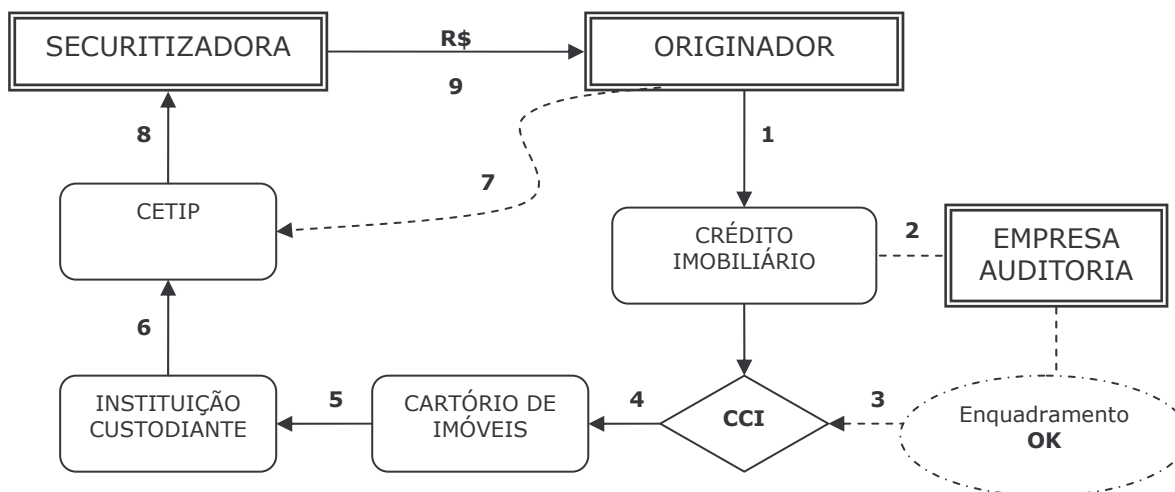 SECURITIZADORA
R$
9
ORIGINADOR
8
1
7
CETIP
CRÉDITO
IMOBILIÁRIO
2
EMPRESA
AUDITORIA
6
INSTITUIÇÃO
CUSTODIANTE
5
CARTÓRIO DE
IMÓVEIS
4
CCI
3
Enquadramento
OK